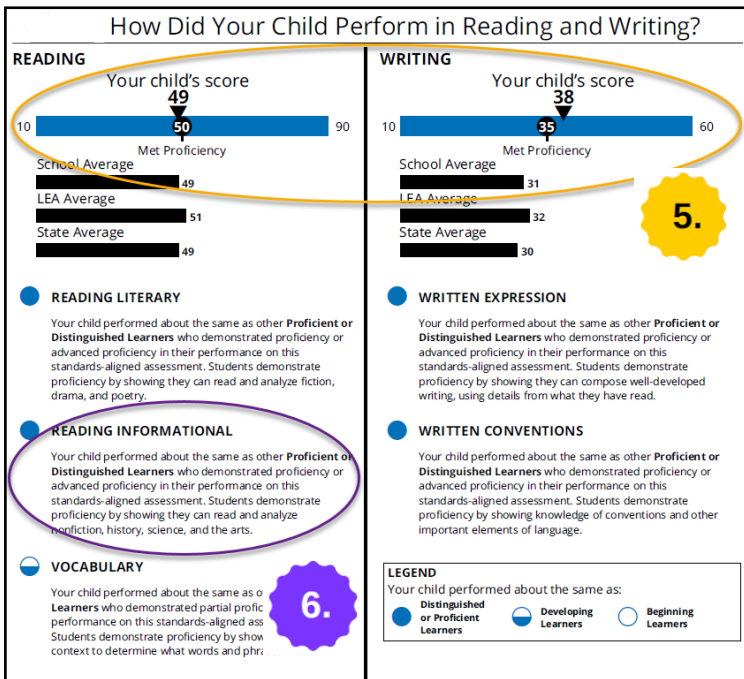 How Did Your Child Perform in Reading and Writing?
READING
Your child's score
49
10
50
90
Met Proficiency
School Average
49
LEA Average
51
State Average
49
READING LITERARY
Your child performed about the same as other Proficient or
Distinguished Learners who demonstrated proficiency or
advanced proficiency in their performance on this
standards-aligned assessment. Students demonstrate
proficiency by showing they can read and analyze fiction,
drama, and poetry.
READING INFORMATIONAL
Your child performed about the same as other Proficient or
Distinguished Learners who demonstrated proficiency or
advanced proficiency in their performance on this
standards-aligned assessment. Students demonstrate
proficiency by showing they can read and analyze
nonfiction, history, science, and the arts.
VOCABULARY
Your child performed about the same as
Learners who demonstrated partial
performance on this standards-aligned
Students demonstrate proficiency by
context to determine what words and
6.
WRITING
Your child's score
38
10
35
60
Met Proficiency
School Average
31
LEA Average
32
State Average
30
5.
WRITTEN EXPRESSION
Your child performed about the same as other Proficient or
Distinguished Learners who demonstrated proficiency or
advanced proficiency in their performance on this
standards-aligned assessment. Students demonstrate
proficiency by showing they can compose well-developed
writing, using details from what they have read.
WRITTEN CONVENTIONS
Your child performed about the same as other Proficient or
Distinguished Learners who demonstrated proficiency or
advanced proficiency in their performance on this
standards-aligned assessment. Students demonstrate
proficiency by showing knowledge of conventions and other
important elements of language.
LEGEND
Your child performed about the same as:
Distinguished
or Proficient
Learners
Developing
Learners
Beginning
Learners